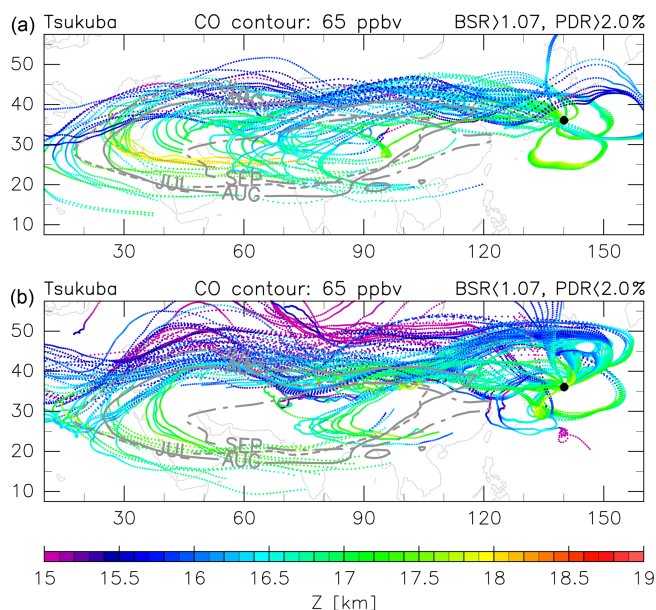 (a) Tsukuba CO contour: 65 ppbv BSR>1.07, PDR>2.0%
50
40
30
20
10
AUG
JUL SEP
AUG
30 60 90 120 150
(b) Tsukuba CO contour: 65 ppbv BSR<1.07, PDR<2.0%
50
40
30
20
10
AUG
JUL SEP
AUG
30 60 90 120 150
15 15.5 16 16.5 17 17.5 18 18.5 19
Z [km]